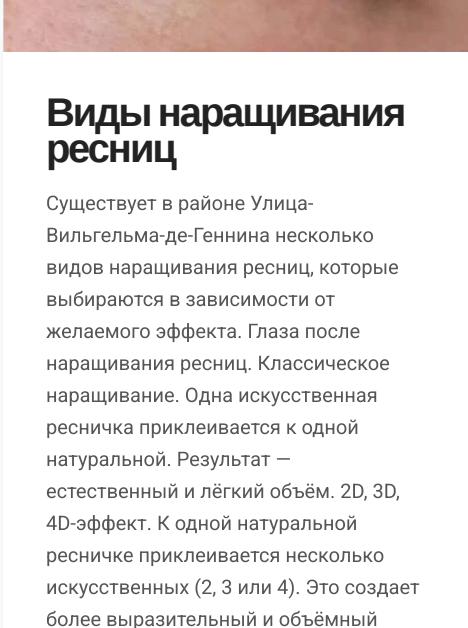 Виды наращивания
ресниц
Существует в районе Улица-
Вильгельма-де-Геннина несколько
видов наращивания ресниц, которые
выбираются в зависимости от
желаемого эффекта. Глаза после
наращивания ресниц. Классическое
наращивание. Одна искусственная
ресничка приклеивается к одной
натуральной. Результат —
естественный и лёгкий объём. 2D, 3D,
4D-эффект. К одной натуральной
ресничке приклеивается несколько
искусственных (2, 3 или 4). Это создает
более выразительный и объёмный